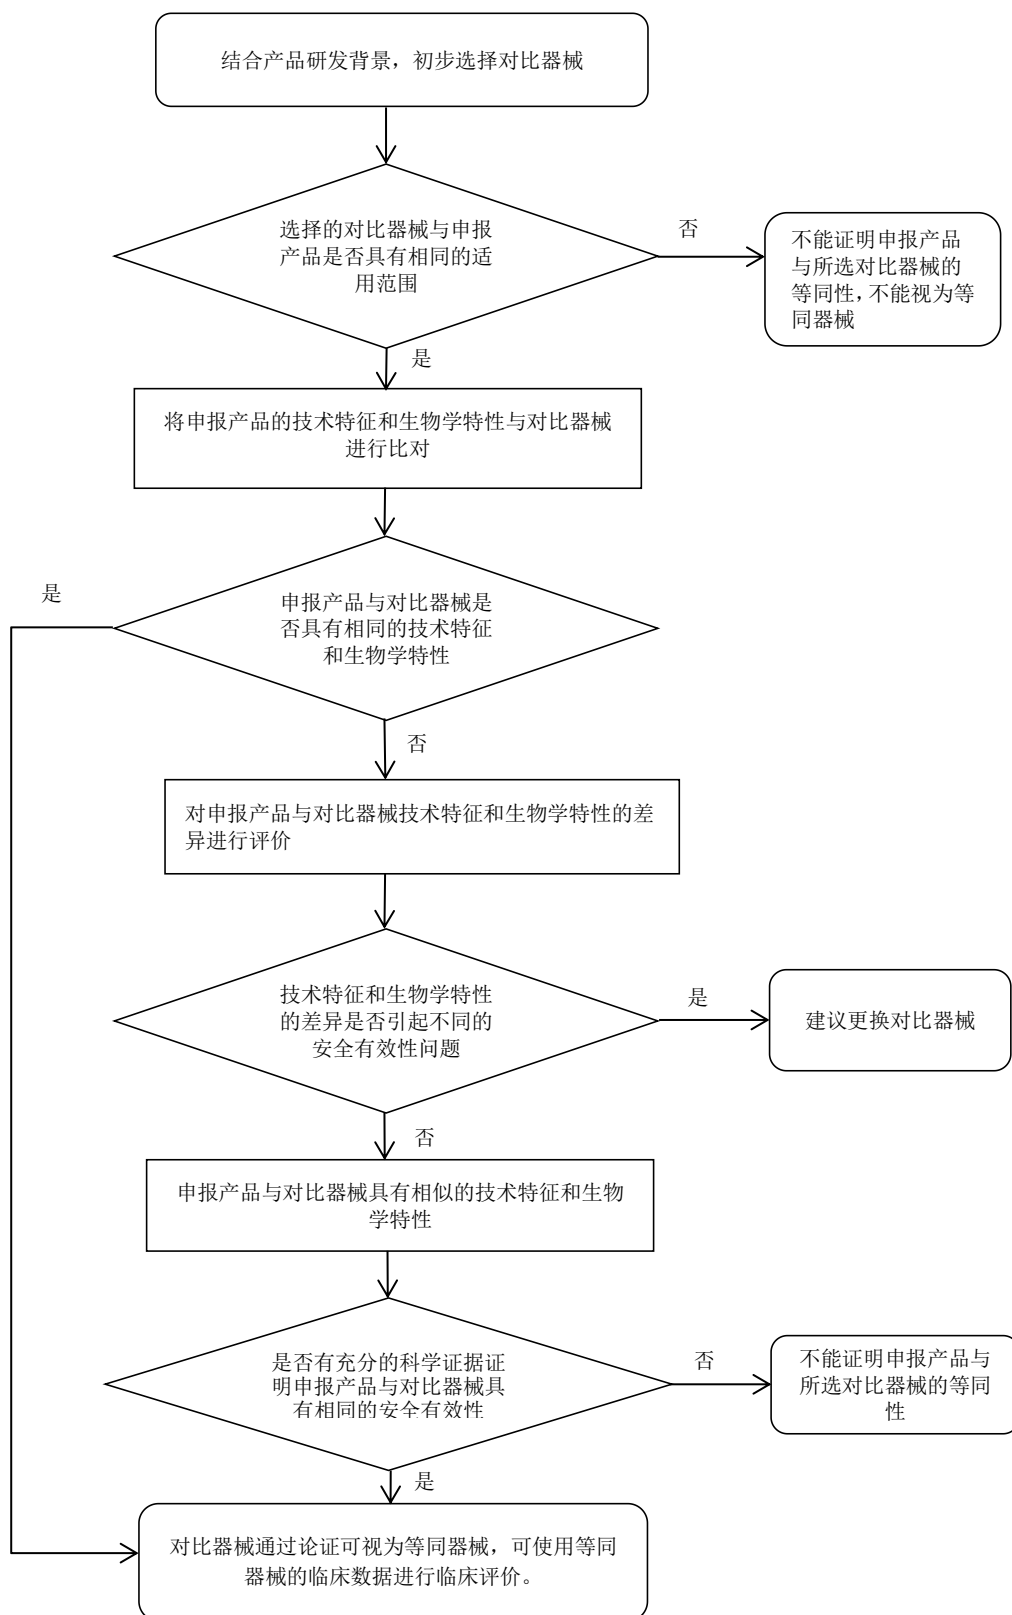 结合产品研发背景，初步选择对比器械
选择的对比器械与申报
产品是否具有相同的适
用范围
否
不能证明申报产品
与所选对比器械的
等同性，不能视为等
同器械
是
将申报产品的技术特征和生物学特性与对比器械
进行比对
是
申报产品与对比器械是
否具有相同的技术特征
和生物学特性
否
对申报产品与对比器械技术特征和生物学特性的差
异进行评价
技术特征和生物学特性
的差异是否引起不同的
安全有效性问题
是
建议更换对比器械
否
申报产品与对比器械具有相似的技术特征和生物
学特性
是否有充分的科学证据证
明申报产品与对比器械具
有相同的安全有效性
否
不能证明申报产品与
所选对比器械的等同
性
是
对比器械通过论证可视为等同器械，可使用等同
器械的临床数据进行临床评价。